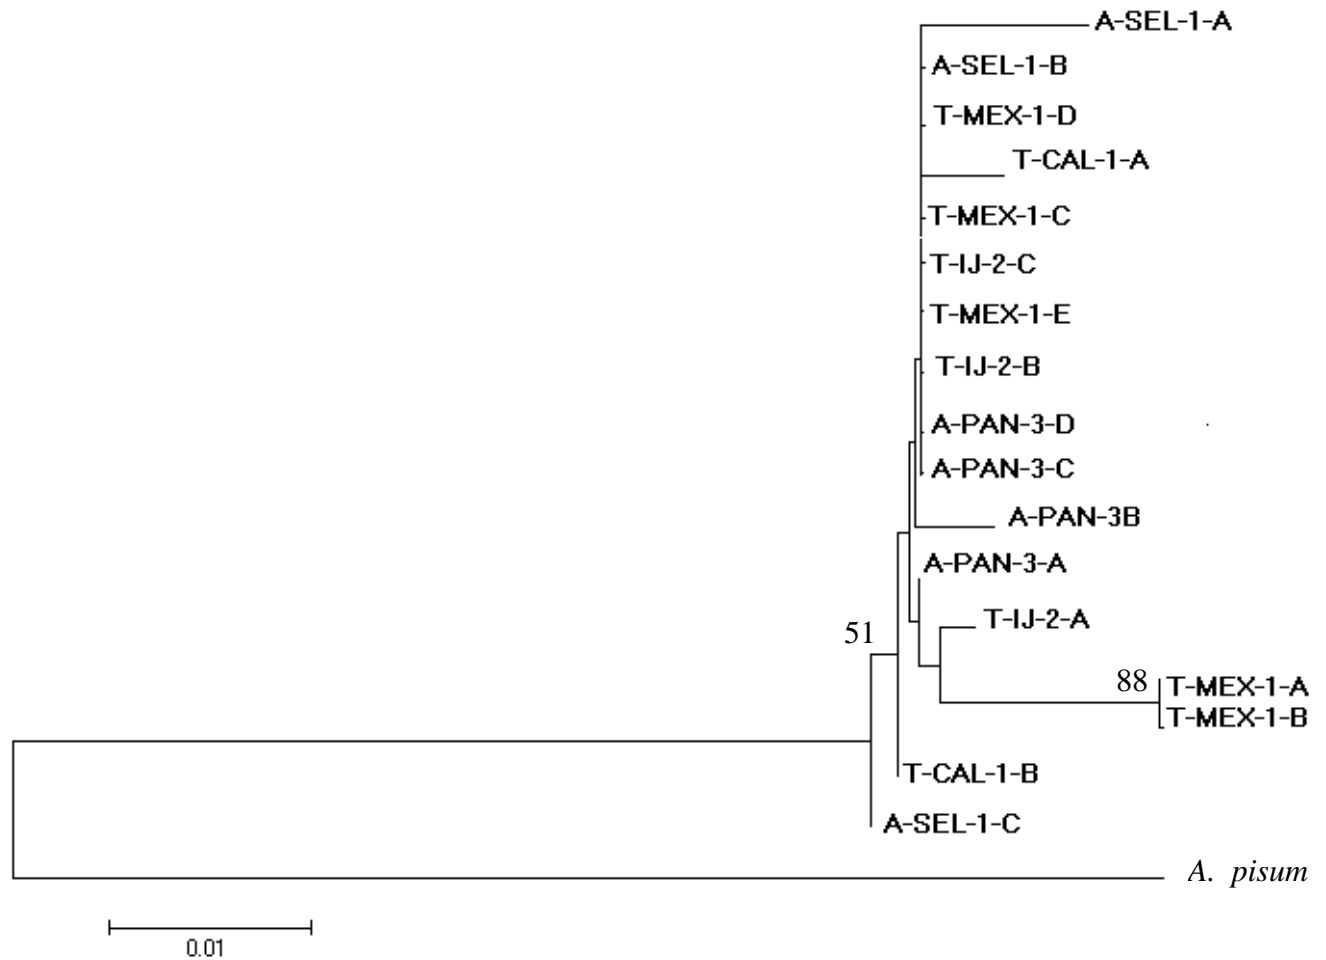 A-SEL-1-A
A-SEL-1-B
T-MEX-1-D
T-CAL-1-A
T-MEX-1-C
T-IJ-2-C
T-MEX-1-E
T-IJ-2-B
A-PAN-3-D
A-PAN-3-C
A-PAN-3B
A-PAN-3-A
T-IJ-2-A
51
88
T-MEX-1-A
T-MEX-1-B
T-CAL-1-B
A-SEL-1-C
A. pisum
0.01